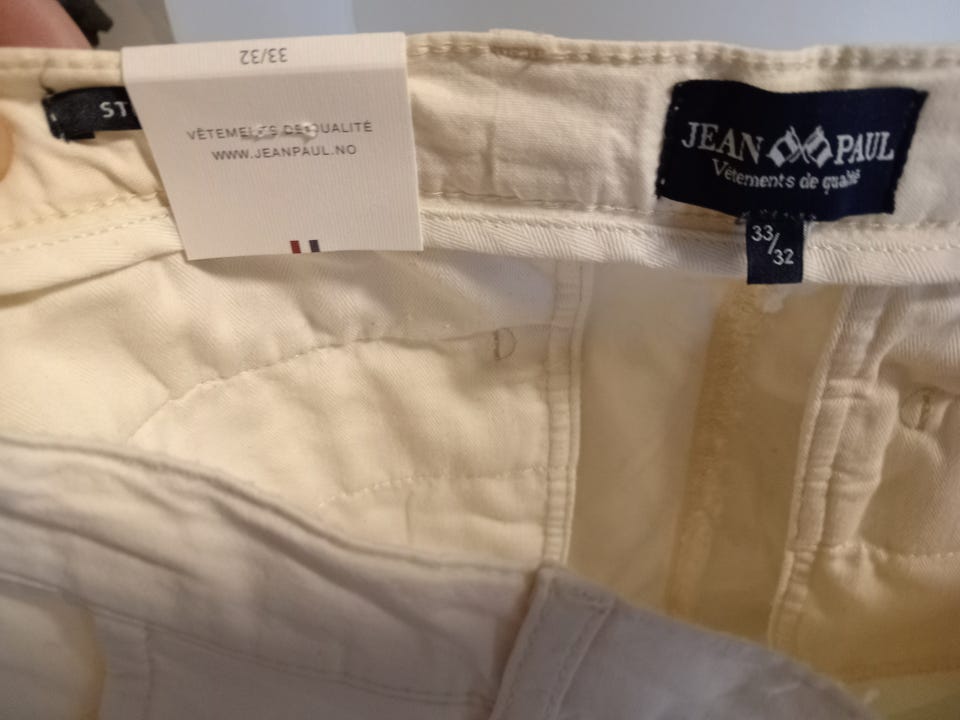 33/32
ST
VÊTEMENTS DE QUALITÉ
WWW.JEANPAUL.NO
JEAN PAUL
Vêtements de qualité
33/32